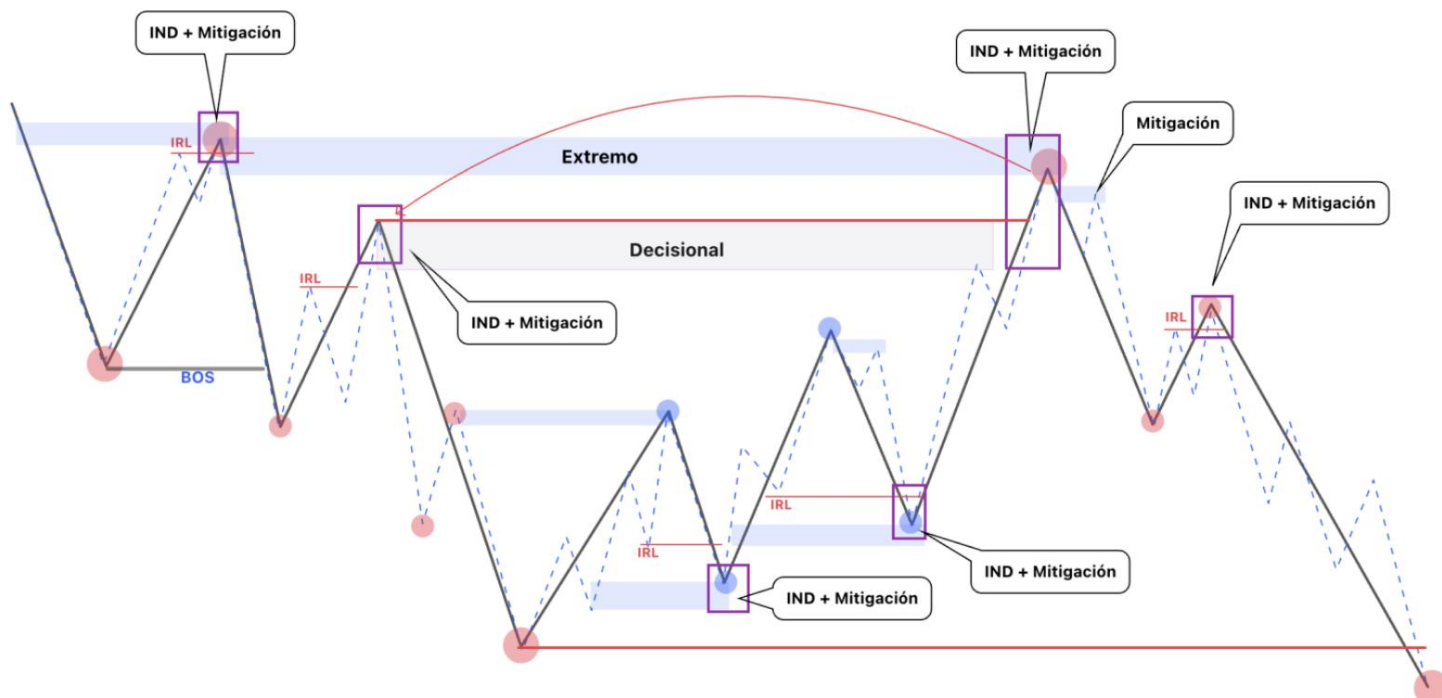 IND + Mitigación
IND + Mitigación
Mitigación
IRL
Extremo
IND + Mitigación
Decisional
IRL
IND + Mitigación
IRL
BOS
IRL
IRL
IND + Mitigación
IND + Mitigación